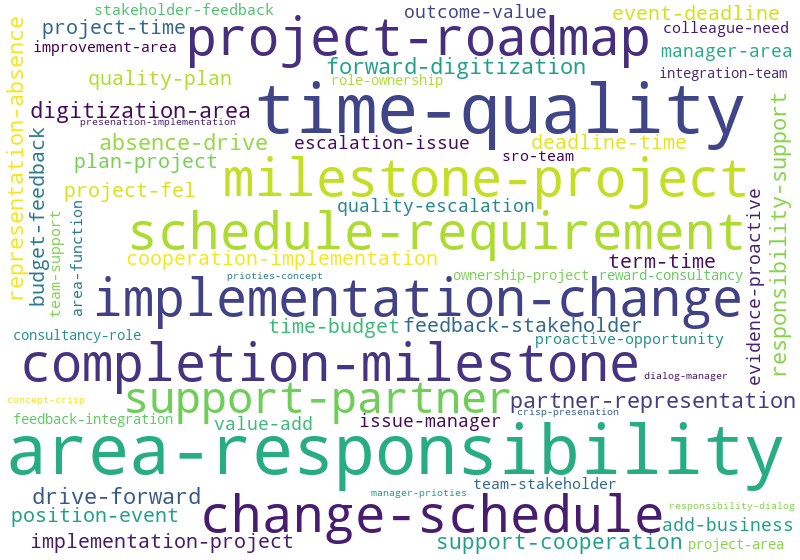 stakeholder-feedback
outcome-value
event-deadline
project-time
project-roadmap
colleague-need
improvement-area
manager-area
forward-digitization
quality-plan
role-ownership
integration-team
time-quality
digitization-area
presenation-implementation
representation-absence
absence-drive
escalation-issue
deadline-time
responsibility-support
plan-project
sro-team
milestone-project
budget-feedback
project-fel
quality-escalation
schedule-requirement
evidence-proactive
team-support
area-function
cooperation-implementation
term-time
prioties-concept
ownership-project
reward-consultancy
implementation-change
time-budget
feedback-stakeholder
consultancy-role
proactive-opportunity
completion-milestone
dialog-manager
concept-crisp
support-partner
partner-representation
crisp-presenation
feedback-integration
value-add
issue-manager
area-responsibility
team-stakeholder
drive-forward
manager-prioties
change-schedule
responsibility-dialog
position-event
add-business
implementation-project
support-cooperation
project-area